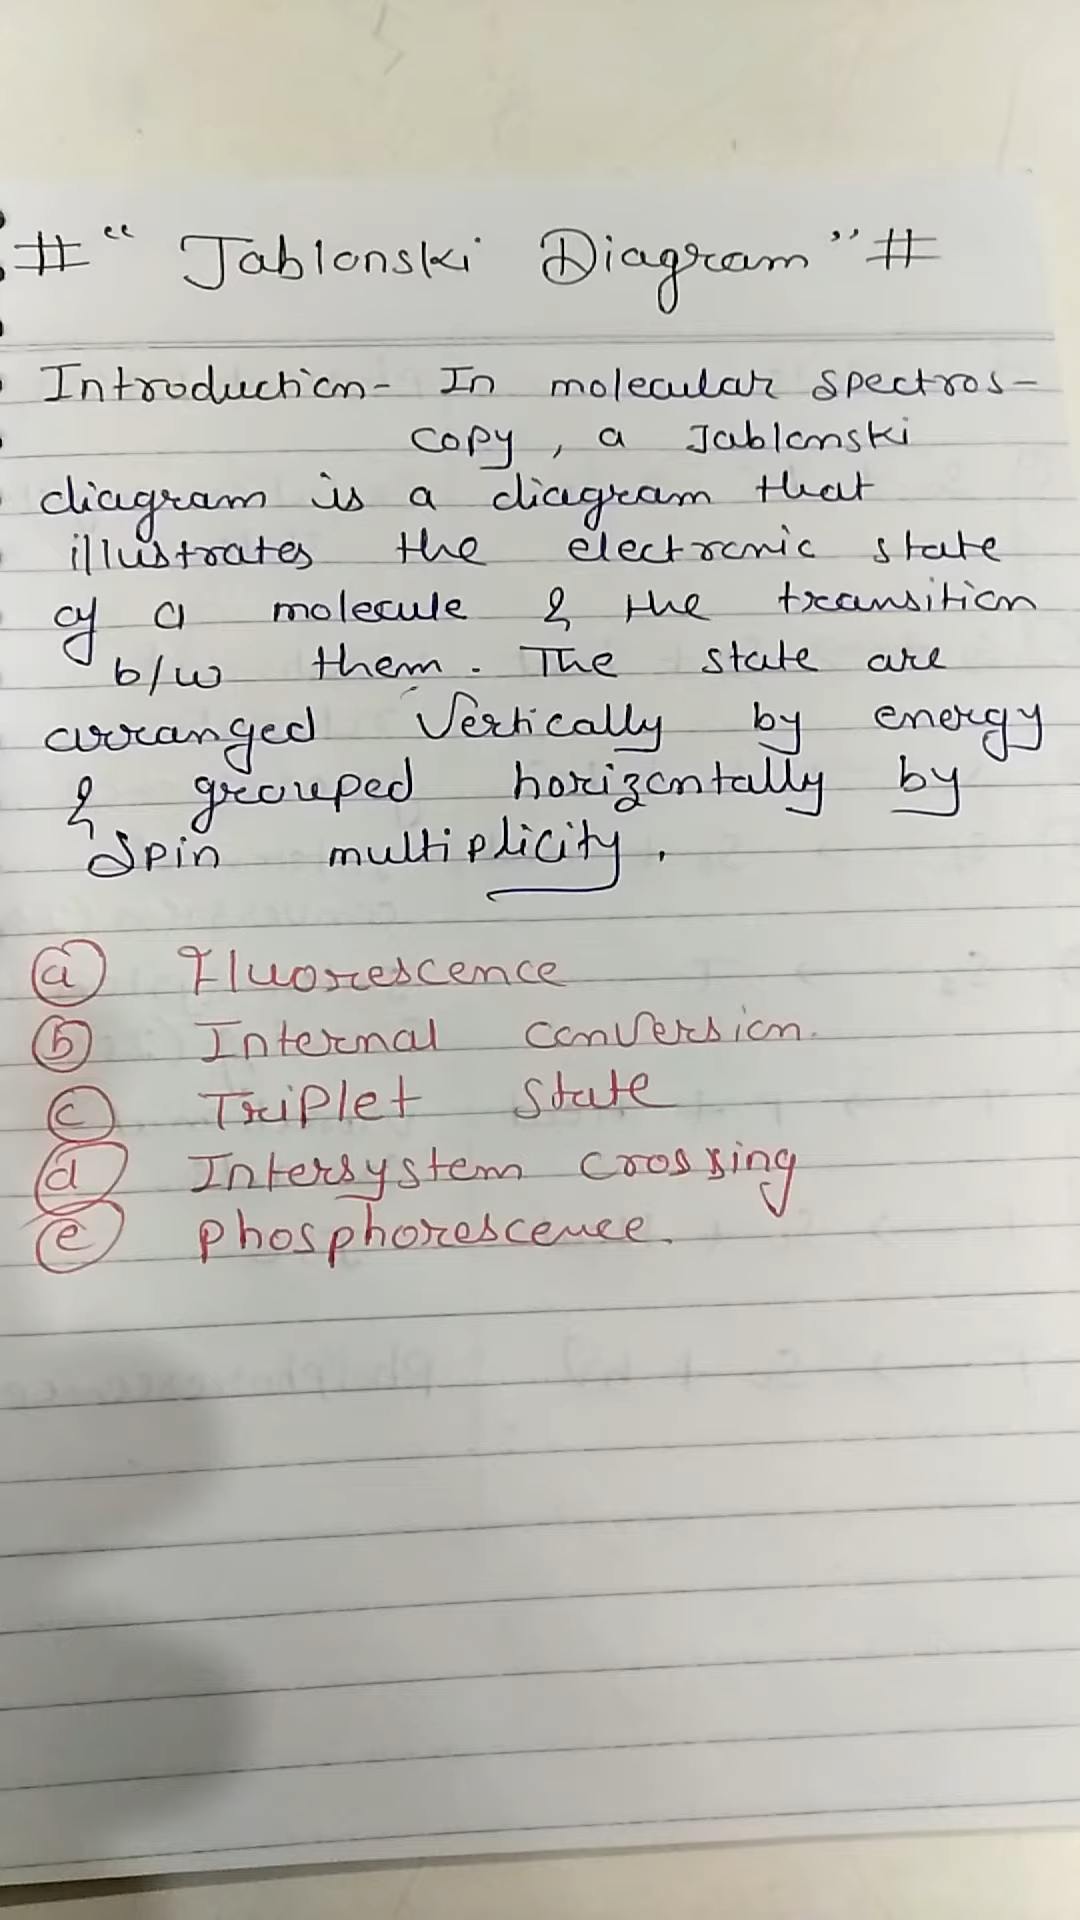 # " Jablonski Diagram " #
Introduction - In molecular spectros-
copy, a Jablonski
diagram is a diagram that
illustrates the electronic state
of a molecule & the transition
b/w them. The state are
arranged vertically by energy
& grouped horizontally by
spin multiplicity.
(a) Fluorescence
(b) Internal conversion.
(c) Triplet state
(d) Intersystem crossing
(e) phosphorescence.